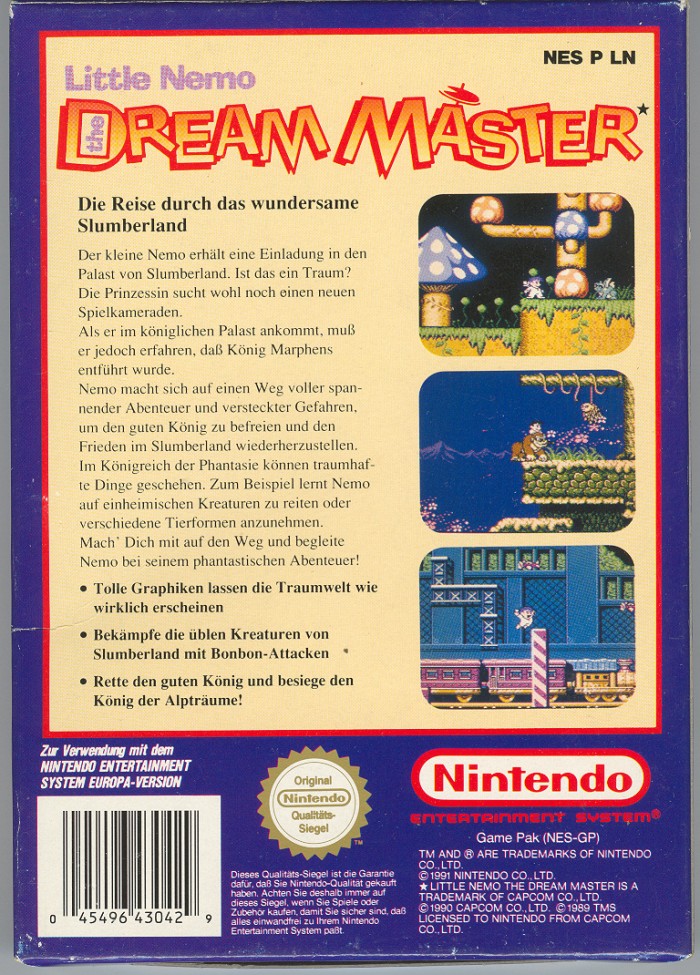 NES P LN
Little Nemo
the DREAM MASTER★
Die Reise durch das wundersame
Slumberland
Der kleine Nemo erhält eine Einladung in den
Palast von Slumberland. Ist das ein Traum?
Die Prinzessin sucht wohl noch einen neuen
Spielkameraden.
Als er im königlichen Palast ankommt, muß
er jedoch erfahren, daß König Marphens
entführt wurde.
Nemo macht sich auf einen Weg voller span-
nender Abenteuer und versteckter Gefahren,
um den guten König zu befreien und den
Frieden im Slumberland wiederherzustellen.
Im Königreich der Phantasie können traumhaf-
te Dinge geschehen. Zum Beispiel lernt Nemo
auf einheimischen Kreaturen zu reiten oder
verschiedene Tierformen anzunehmen.
Mach' Dich mit auf den Weg und begleite
Nemo bei seinem phantastischen Abenteuer!
• Tolle Graphiken lassen die Traumwelt wie
wirklich erscheinen
• Bekämpfe die üblen Kreaturen von
Slumberland mit Bonbon-Attacken
• Rette den guten König und besiege den
König der Alpträume!
Zur Verwendung mit dem
NINTENDO ENTERTAINMENT
SYSTEM EUROPA-VERSION
0 45496 43042 9
Original
Nintendo
Qualitäts-
Siegel
TM
Dieses Qualitäts-Siegel ist die Garantie
dafür, daß Sie Nintendo-Qualität gekauft
haben. Achten Sie deshalb immer auf
dieses Siegel, wenn Sie Spiele oder
Zubehör kaufen, damit Sie sicher sind, daß
alles einwandfrei zu Ihrem Nintendo
Entertainment System paßt.
Nintendo
ENTERTAINMENT SYSTEM®
Game Pak (NES-GP)
TM AND ® ARE TRADEMARKS OF NINTENDO
CO., LTD.
©1991 NINTENDO CO., LTD.
★LITTLE NEMO THE DREAM MASTER IS A
TRADEMARK OF CAPCOM CO., LTD.
©1990 CAPCOM CO., LTD. ©1989 TMS
LICENSED TO NINTENDO FROM CAPCOM
CO., LTD.